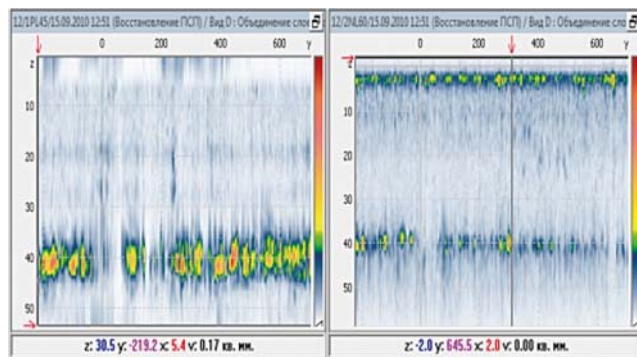 12/1PL45/15.09.2010 12:51 (Восстановление ПСП) / Вид D : Объединение сло
0 200 400 y
z
10
20
30
40
50
z: 30.5 y: -219.2 x: 5.4 v: 0.17 кв. мм.
12/2NL60/15.09.2010 12:51 (Восстановление ПСП) / Вид D : Объединение сло
0 200 400 600 y
z
10
20
30
40
50
z: -2.0 y: 645.5 x: 2.0 v: 0.00 кв. мм.